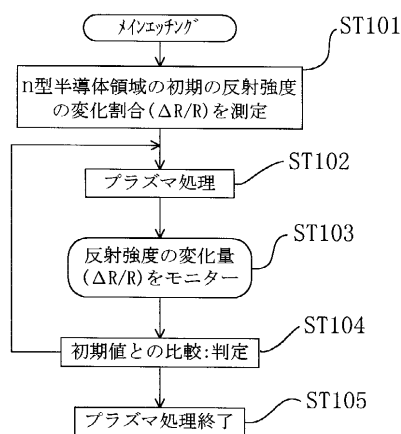 メインエッチング
ST101
n型半導体領域の初期の反射強度
の変化割合(ΔR/R)を測定
ST102
プラズマ処理
ST103
反射強度の変化量
(ΔR/R)をモニター
ST104
初期値との比較:判定
ST105
プラズマ処理終了